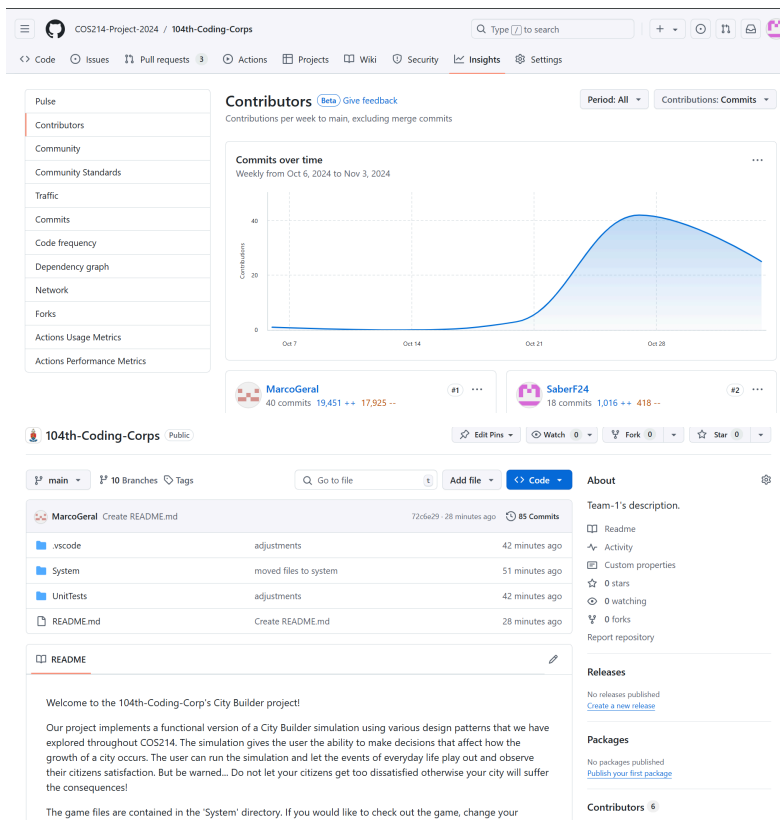 COS214-Project-2024 / 104th-Coding-Corps
Type / to search
Code Issues Pull requests 3 Actions Projects Wiki Security Insights Settings
Pulse
Contributors
Community
Community Standards
Traffic
Commits
Code frequency
Dependency graph
Network
Forks
Actions Usage Metrics
Actions Performance Metrics
Contributors Beta Give feedback
Period: All Contributions: Commits
Contributions per week to main, excluding merge commits
Commits over time
Weekly from Oct 6, 2024 to Nov 3, 2024
Contributions
40
20
0
Oct 7 Oct 14 Oct 21 Oct 28
MarcoGeral #1
40 commits 19,451 ++ 17,925 --
SaberF24 #2
18 commits 1,016 ++ 418 --
104th-Coding-Corps Public
Edit Pins Watch 0 Fork 0 Star 0
main 10 Branches Tags
Go to file t Add file Code
MarcoGeral Create README.md 72c6e29 · 28 minutes ago 85 Commits
.vscode adjustments 42 minutes ago
System moved files to system 51 minutes ago
UnitTests adjustments 42 minutes ago
README.md Create README.md 28 minutes ago
README
Welcome to the 104th-Coding-Corp's City Builder project!
Our project implements a functional version of a City Builder simulation using various design patterns that we have
explored throughout COS214. The simulation gives the user the ability to make decisions that affect how the
growth of a city occurs. The user can run the simulation and let the events of everyday life play out and observe
their citizens satisfaction. But be warned... Do not let your citizens get too dissatisfied otherwise your city will suffer
the consequences!
The game files are contained in the 'System' directory. If you would like to check out the game, change your
About
Team-1's description.
Readme
Activity
Custom properties
0 stars
0 watching
0 forks
Report repository
Releases
No releases published
Create a new release
Packages
No packages published
Publish your first package
Contributors 6